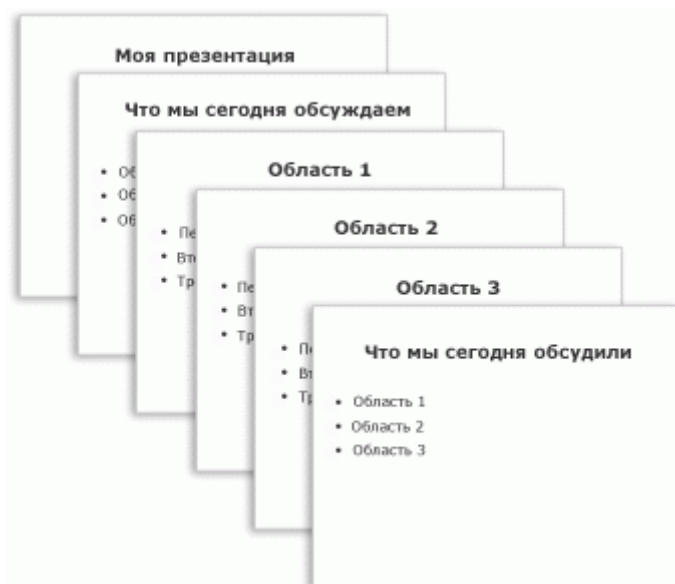 Моя презентация
Что мы сегодня обсуждаем
Область 1
Область 2
Область 3
Что мы сегодня обсудили
• Область 1
• Область 2
• Область 3